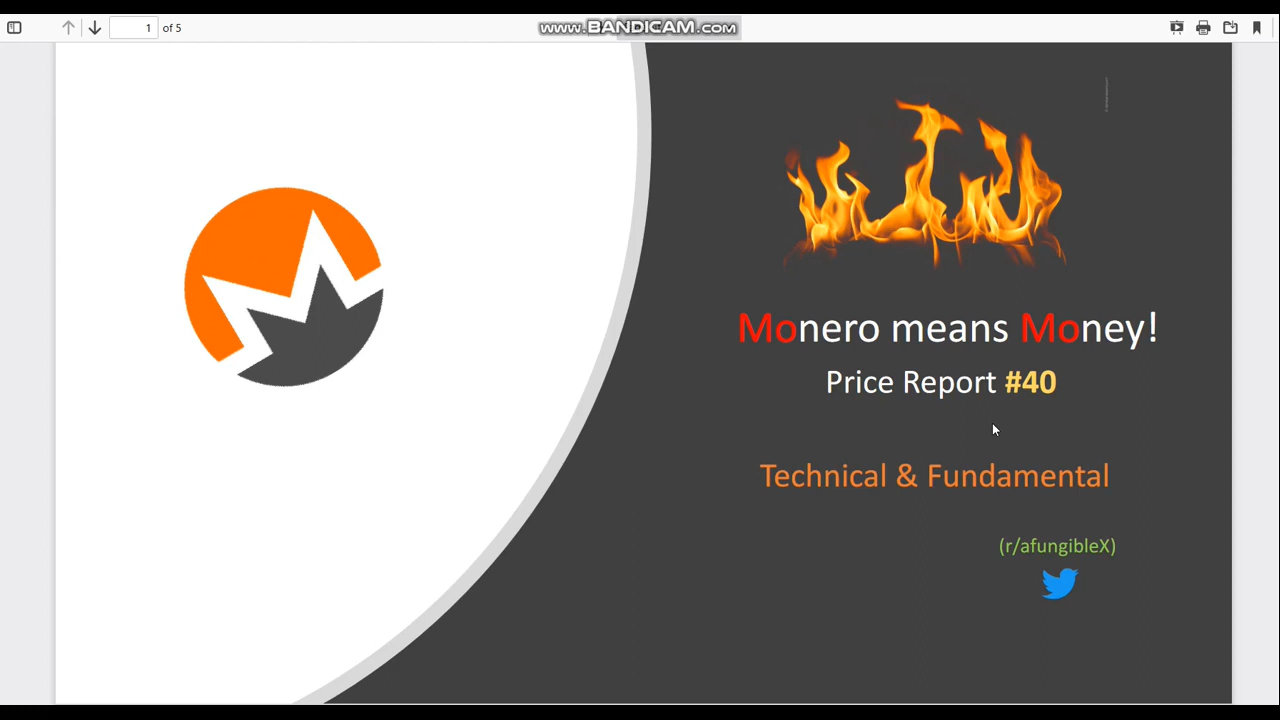 1 of 5
www.BANDICAM.com
Monero means Money!
Price Report #40
Technical & Fundamental
(r/afungibleX)